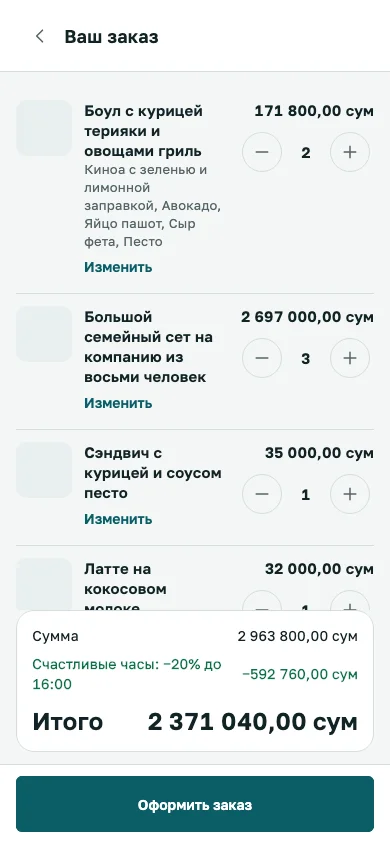 Ваш заказ
Боул с курицей
терияки и
овощами гриль
171 800,00 сум
Киноа с зеленью и
лимонной
заправкой, Авокадо,
Яйцо пашот, Сыр
фета, Песто
2
Изменить
Большой
семейный сет на
компанию из
восьми человек
2 697 000,00 сум
3
Изменить
Сэндвич с
курицей и соусом
песто
35 000,00 сум
1
Изменить
Латте на
кокосовом
молоке
32 000,00 сум
1
Сумма 2 963 800,00 сум
Счастливые часы: −20% до
16:00
−592 760,00 сум
Итого 2 371 040,00 сум
Оформить заказ